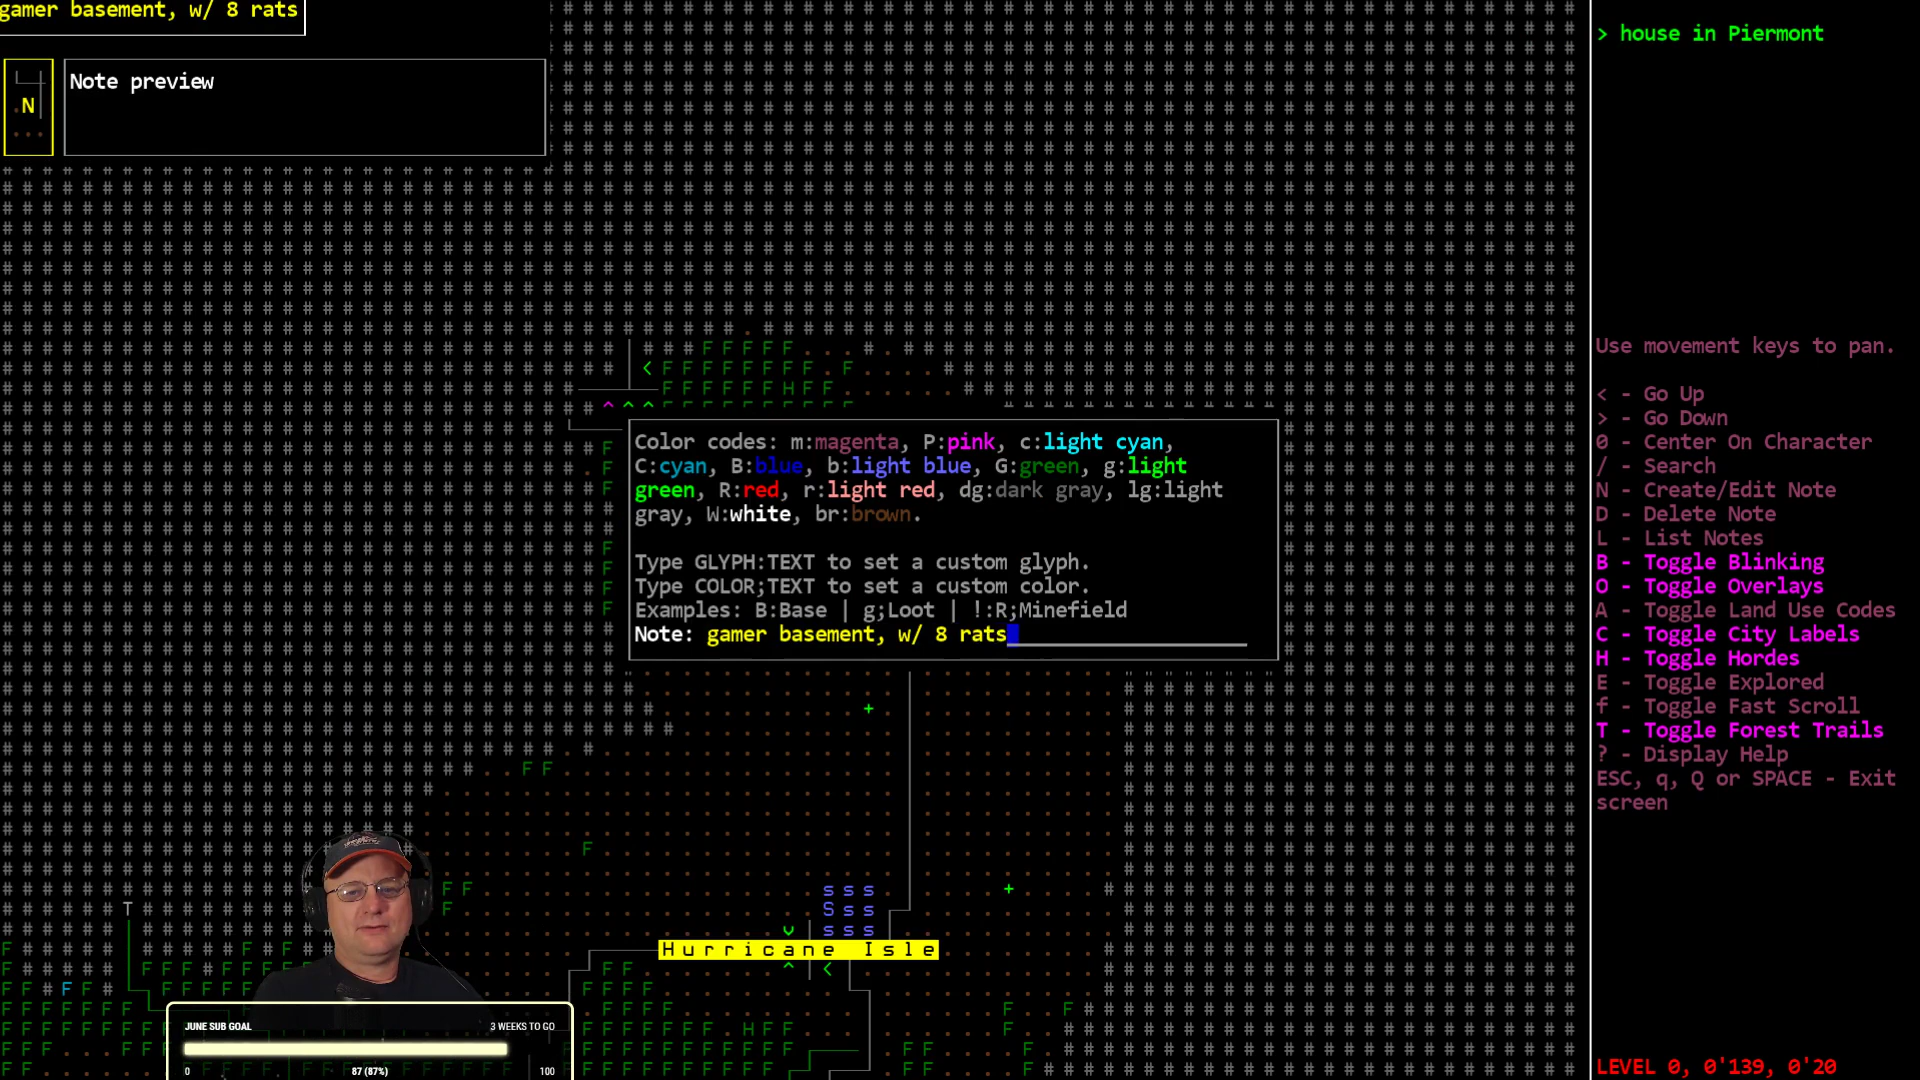 gamer basement, w/ 8 rats
> house in Piermont
Note preview
N
Use movement keys to pan.
< - Go Up
> - Go Down
0 - Center On Character
/ - Search
N - Create/Edit Note
D - Delete Note
L - List Notes
B - Toggle Blinking
O - Toggle Overlays
A - Toggle Land Use Codes
C - Toggle City Labels
H - Toggle Hordes
E - Toggle Explored
f - Toggle Fast Scroll
T - Toggle Forest Trails
? - Display Help
ESC, q, Q or SPACE - Exit
screen
Color codes: m:magenta, P:pink, c:light cyan,
C:cyan, B:blue, b:light blue, G:green, g:light
green, R:red, r:light red, dg:dark gray, lg:light
gray, W:white, br:brown.
Type GLYPH:TEXT to set a custom glyph.
Type COLOR;TEXT to set a custom color.
Examples: B:Base | g;Loot | !:R;Minefield
Note: gamer basement, w/ 8 rats
s s s
S s s
s s s
Hurricane Isle
JUNE SUB GOAL
3 WEEKS TO GO
0
87 (87%)
100
LEVEL 0, 0'139, 0'20